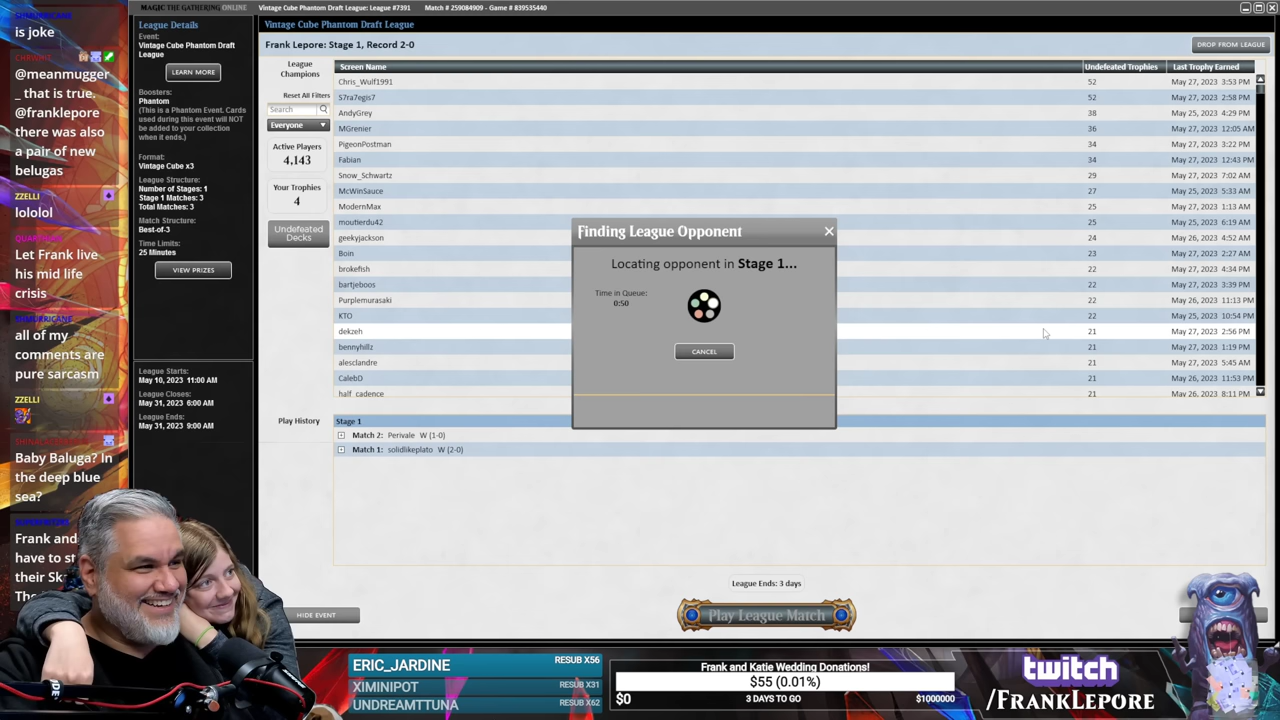 MAGIC THE GATHERING ONLINE
Vintage Cube Phantom Draft League: League #7391
Match # 259084909 - Game # 839535440
is joke
@meanmugger
_ that is true.
@franklepore
there was also
a pair of new
belugas
ZZELLI
lololol
Let Frank live
his mid life
crisis
SHMURRICANE
all of my
comments are
pure sarcasm
ZZELLI
Baby Baluga? In
the deep blue
sea?
Frank and
have to st
their Sk
The
League Details
Event:
Vintage Cube Phantom Draft
League
LEARN MORE
Boosters:
Phantom
(This is a Phantom Event. Cards
used during this event will NOT
be added to your collection
when it ends.)
Format:
Vintage Cube x3
League Structure:
Number of Stages: 1
Stage 1 Matches: 3
Total Matches: 3
Match Structure:
Best-of-3
Time Limits:
25 Minutes
VIEW PRIZES
League Starts:
May 10, 2023 11:00 AM
League Closes:
May 31, 2023 6:00 AM
League Ends:
May 31, 2023 9:00 AM
Vintage Cube Phantom Draft League
Frank Lepore: Stage 1, Record 2-0
DROP FROM LEAGUE
League
Champions
Reset All Filters
Search
Everyone
Active Players
4,143
Your Trophies
4
Undefeated
Decks
Screen Name Undefeated Trophies Last Trophy Earned
Chris_Wulf1991 52 May 27, 2023 3:53 PM
S7ra7egis7 52 May 27, 2023 2:58 PM
AndyGrey 38 May 25, 2023 4:29 PM
MGrenier 36 May 27, 2023 12:05 AM
PigeonPostman 34 May 27, 2023 3:22 PM
Fabian 34 May 27, 2023 12:43 PM
Snow_Schwartz 29 May 27, 2023 7:02 AM
McWinSauce 27 May 25, 2023 5:33 AM
ModernMax 25 May 27, 2023 1:13 AM
moutierdu42 25 May 25, 2023 6:19 AM
geekyjackson 24 May 26, 2023 4:52 AM
Boin 23 May 27, 2023 2:27 AM
brokefish 22 May 27, 2023 4:34 PM
bartjeboos 22 May 27, 2023 3:39 PM
Purplemurasaki 22 May 26, 2023 11:13 PM
KTO 22 May 25, 2023 10:54 PM
dekzeh 21 May 27, 2023 2:56 PM
bennyhillz 21 May 27, 2023 1:19 PM
alesclandre 21 May 27, 2023 5:45 AM
CalebD 21 May 26, 2023 11:53 PM
half_cadence 21 May 26, 2023 8:11 PM
Finding League Opponent
Locating opponent in Stage 1...
Time in Queue:
0:50
CANCEL
Play History
Stage 1
Match 2: Perivale W (1-0)
Match 1: solidlikeplato W (2-0)
League Ends: 3 days
HIDE EVENT
Play League Match
ERIC_JARDINE RESUB X56
XIMINIPOT RESUB X31
UNDREAMTTUNA RESUB X62
Frank and Katie Wedding Donations!
$55 (0.01%)
$0 3 DAYS TO GO $1000000
twitch
/FRANKLEPORE